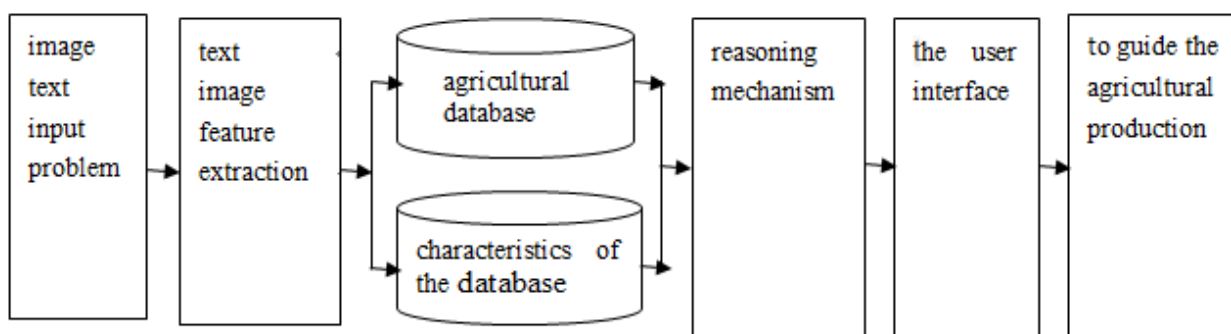 image
text
input
problem
text
image
feature
extraction
agricultural
database
characteristics of
the database
reasoning
mechanism
the user
interface
to guide the
agricultural
production